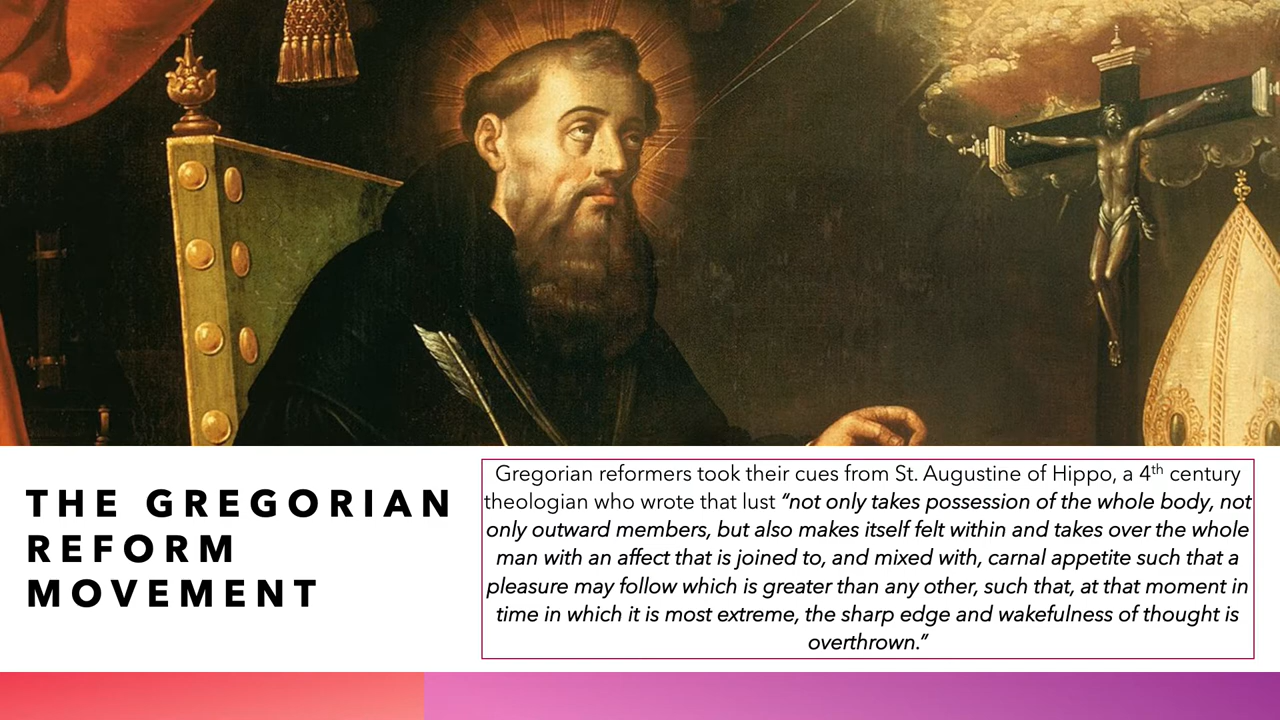 THE GREGORIAN
REFORM
MOVEMENT
Gregorian reformers took their cues from St. Augustine of Hippo, a 4th century
theologian who wrote that lust “not only takes possession of the whole body, not
only outward members, but also makes itself felt within and takes over the whole
man with an affect that is joined to, and mixed with, carnal appetite such that a
pleasure may follow which is greater than any other, such that, at that moment in
time in which it is most extreme, the sharp edge and wakefulness of thought is
overthrown.”